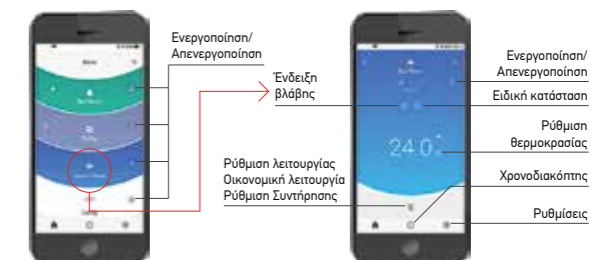 Ενεργοποίηση/
Απενεργοποίηση
Ένδειξη
βλάβης
Ρύθμιση λειτουργίας
Οικονομική λειτουργία
Ρύθμιση Συντήρησης
24.0
Ενεργοποίηση/
Απενεργοποίηση
Ειδική κατάσταση
Ρύθμιση
θερμοκρασίας
Χρονοδιακόπτης
Ρυθμίσεις